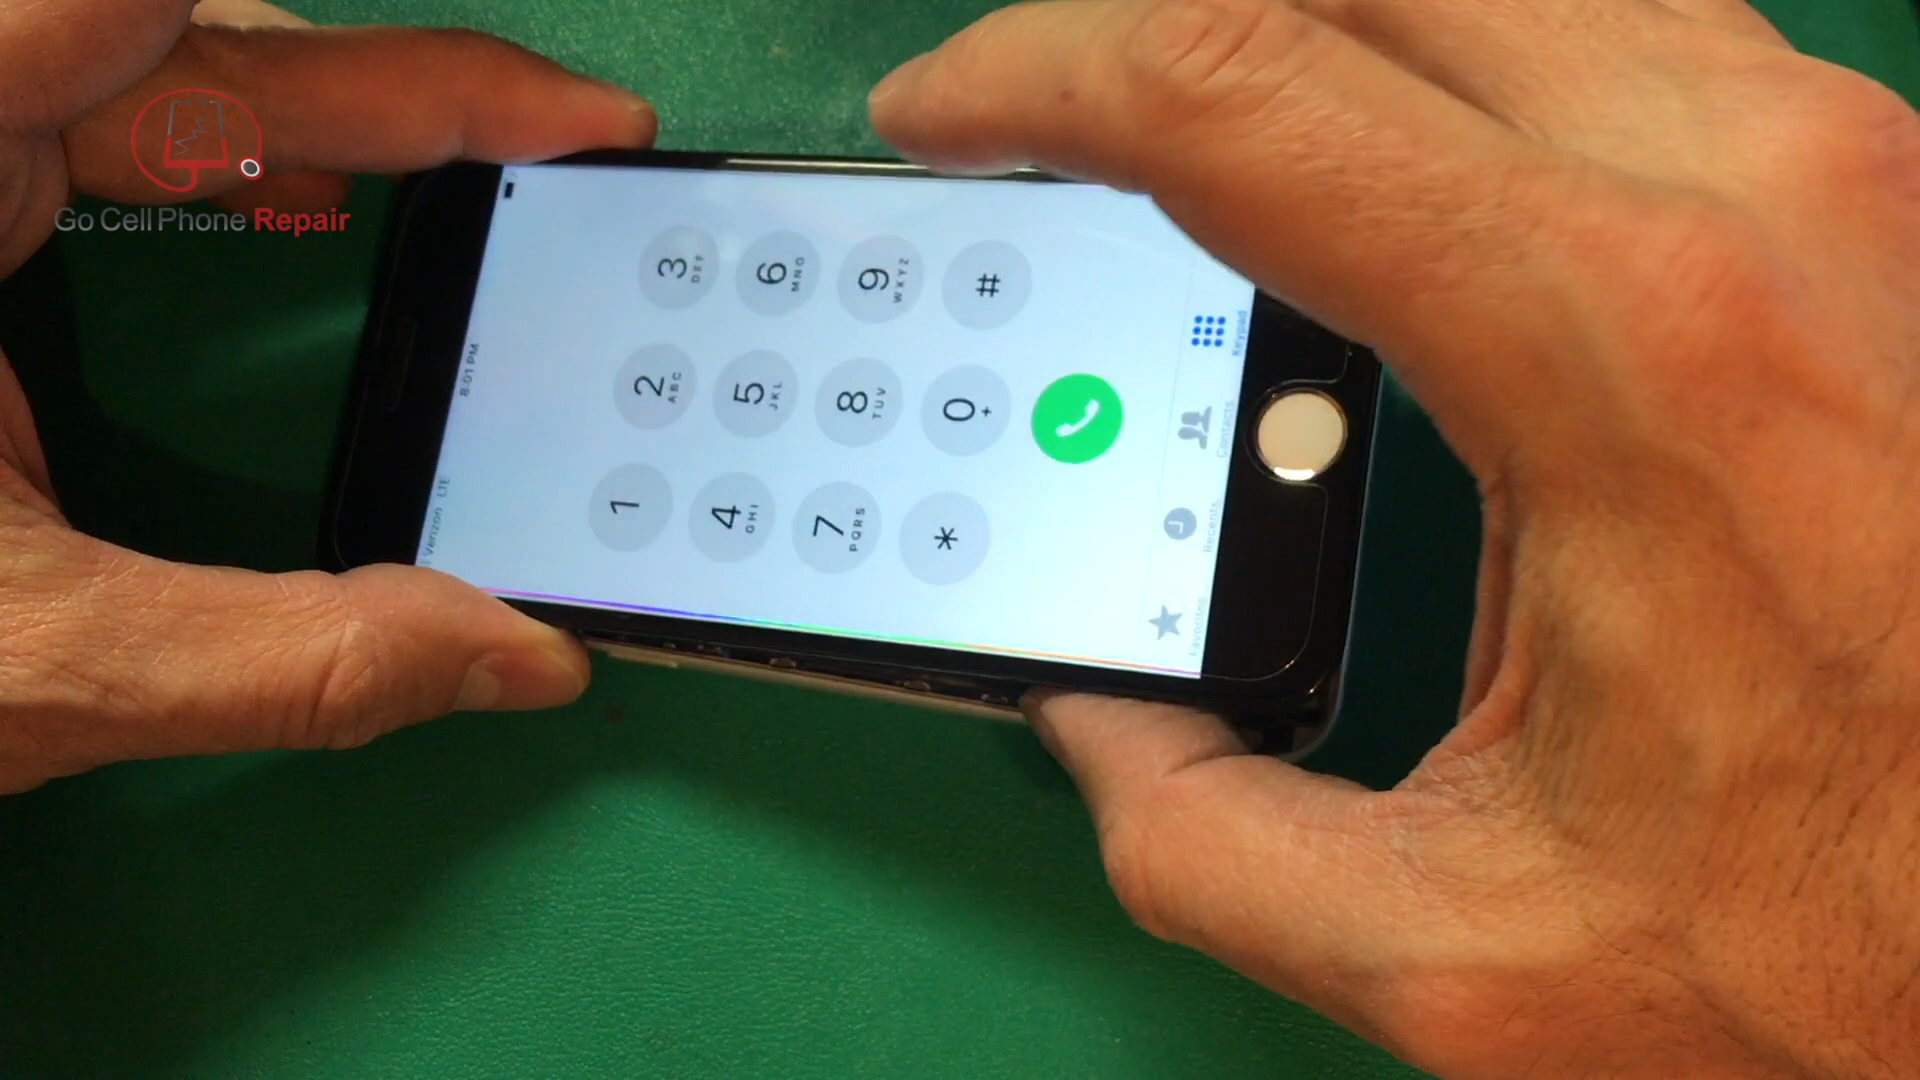 Go Cell Phone Repair
Verizon LTE
8:01 PM
1
2
ABC
3
DEF
4
GHI
5
JKL
6
MNO
7
PQRS
8
TUV
9
WXYZ
*
0
+
#
Favorites
Recents
Contacts
Keypad